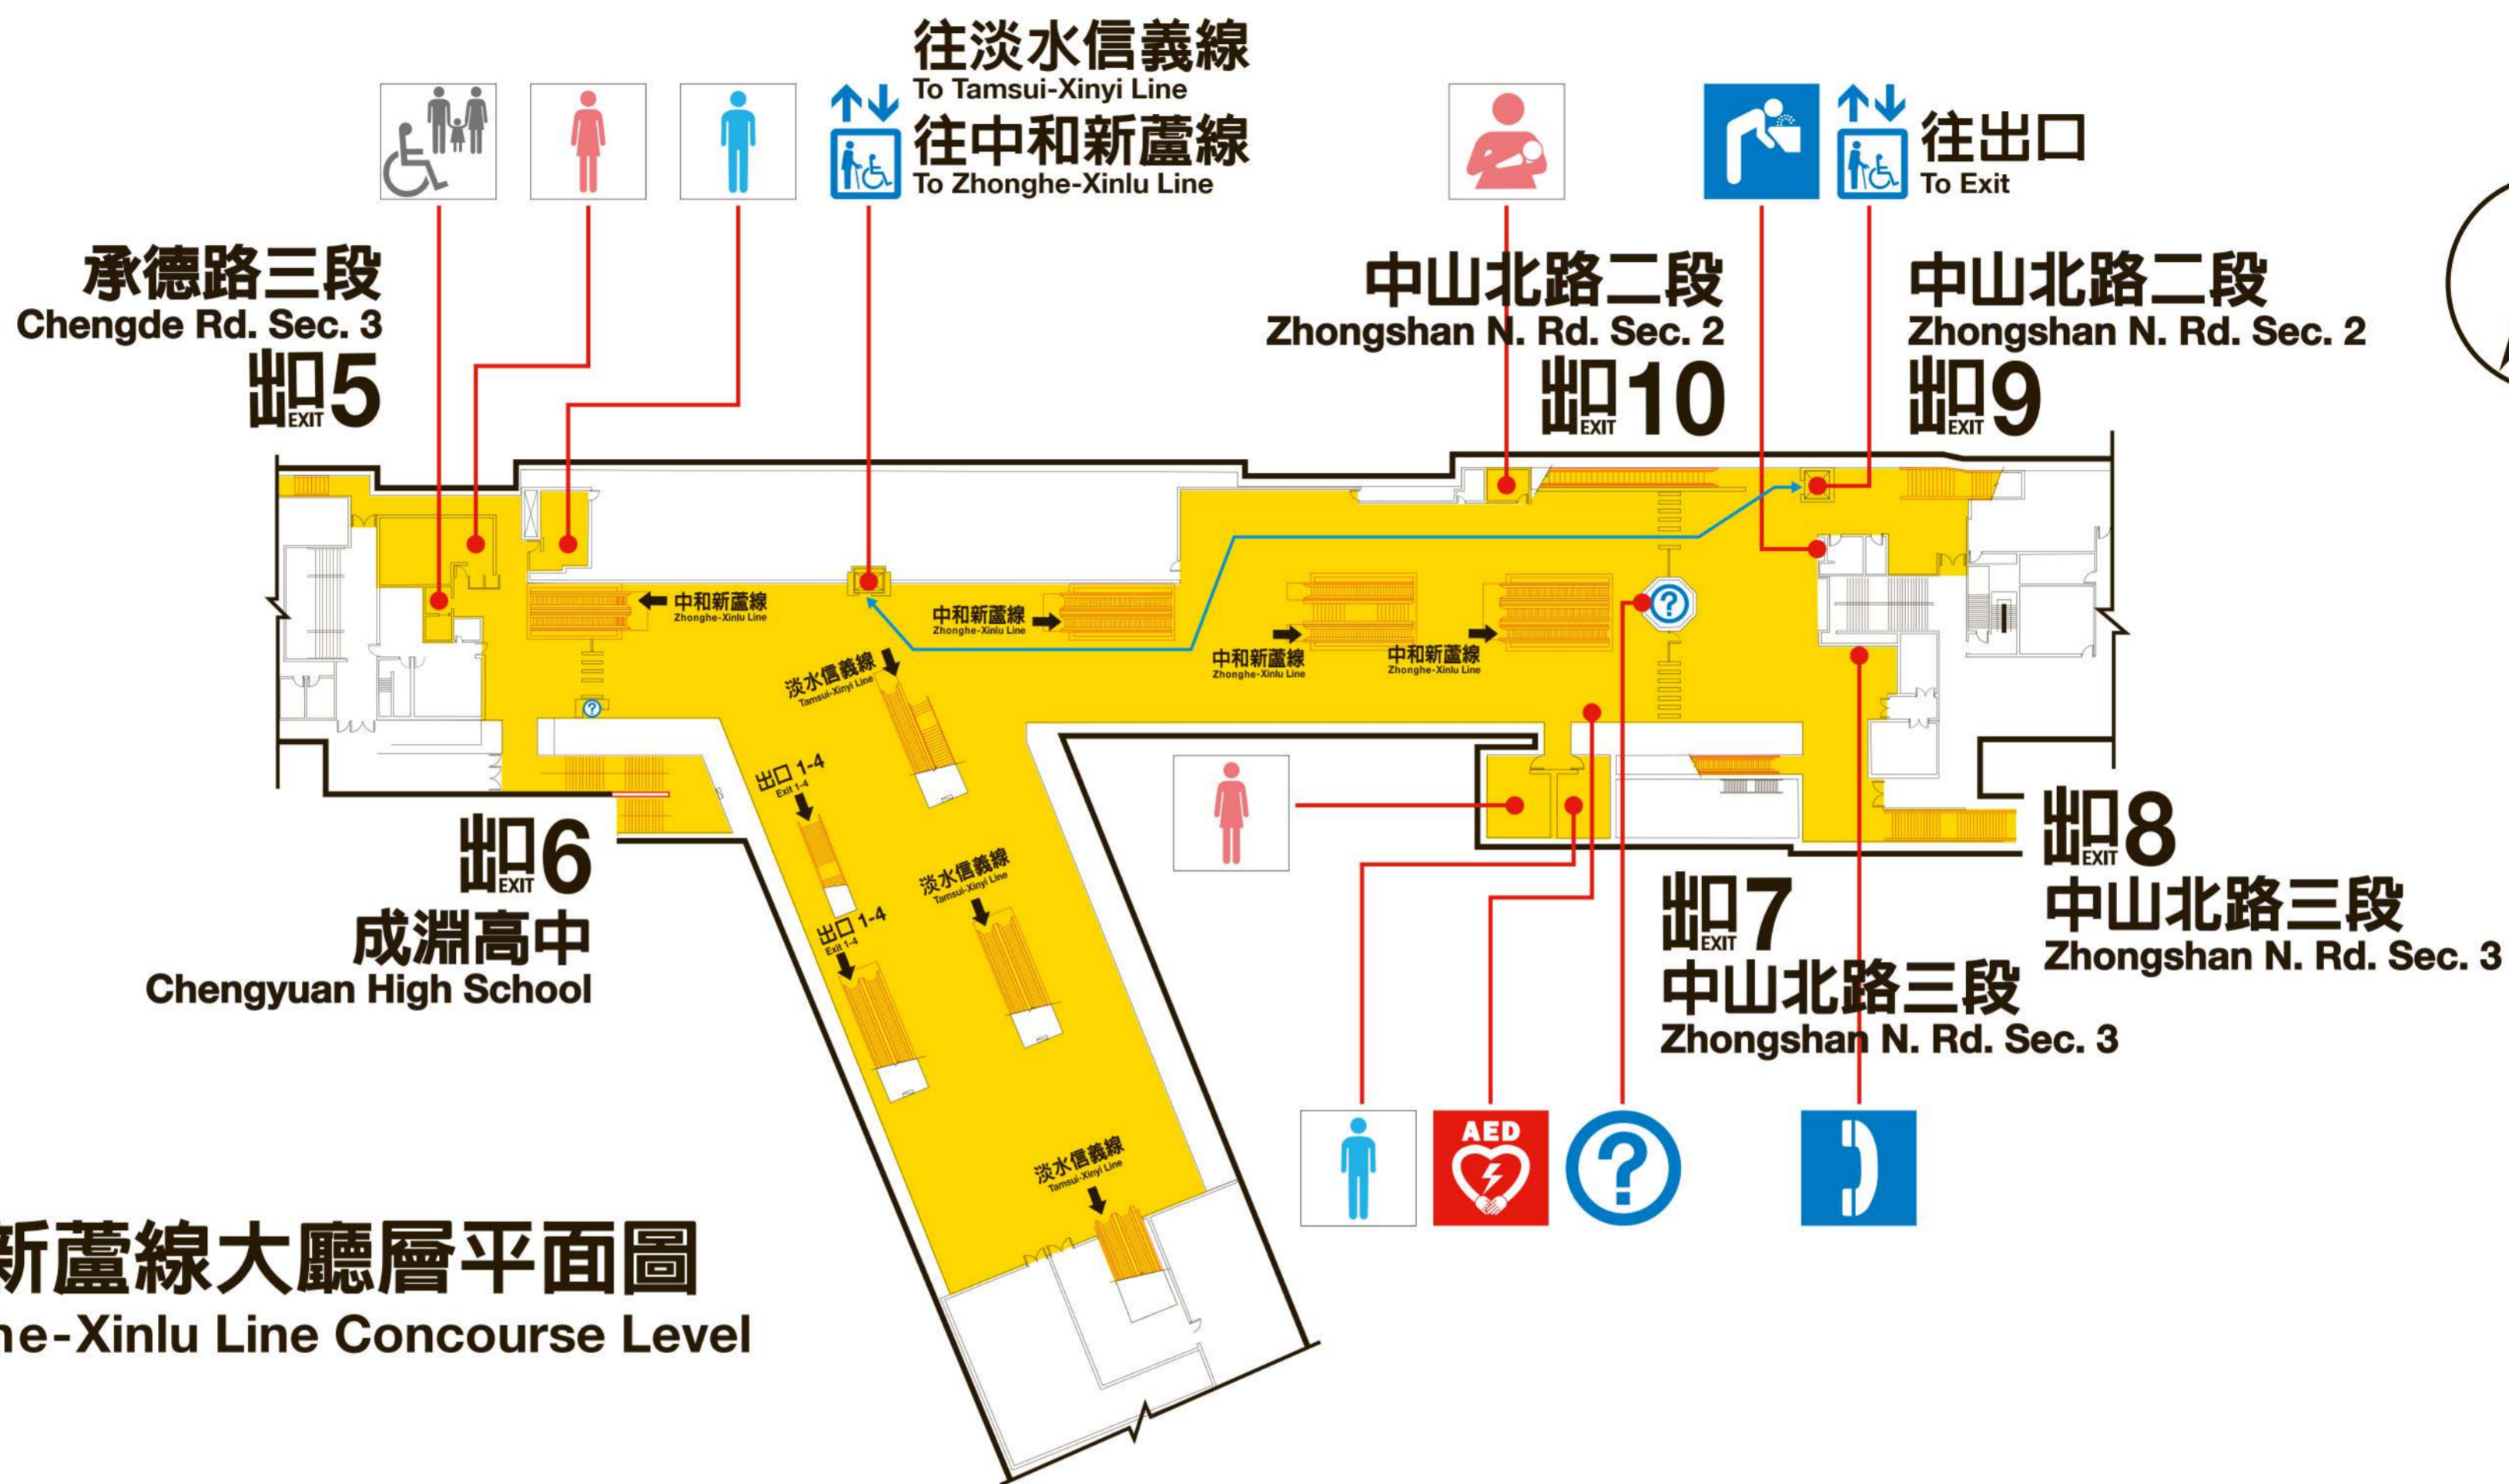 往淡水信義線
To Tamsui-Xinyi Line
往中和新蘆線
To Zhonghe-Xinlu Line
往出口
To Exit
承德路三段
Chengde Rd. Sec. 3
出口 EXIT 5
中山北路二段
Zhongshan N. Rd. Sec. 2
出口 EXIT 10
中山北路二段
Zhongshan N. Rd. Sec. 2
出口 EXIT 9
中和新蘆線
Zhonghe-Xinlu Line
中和新蘆線
Zhonghe-Xinlu Line
中和新蘆線
Zhonghe-Xinlu Line
中和新蘆線
Zhonghe-Xinlu Line
?
?
淡水信義線
Tamsui-Xinyi Line
出口 1-4
Exit 1-4
淡水信義線
Tamsui-Xinyi Line
出口 1-4
Exit 1-4
淡水信義線
Tamsui-Xinyi Line
出口 EXIT 6
成淵高中
Chengyuan High School
出口 EXIT 7
中山北路三段
Zhongshan N. Rd. Sec. 3
出口 EXIT 8
中山北路三段
Zhongshan N. Rd. Sec. 3
AED
?
新蘆線大廳層平面圖
he-Xinlu Line Concourse Level